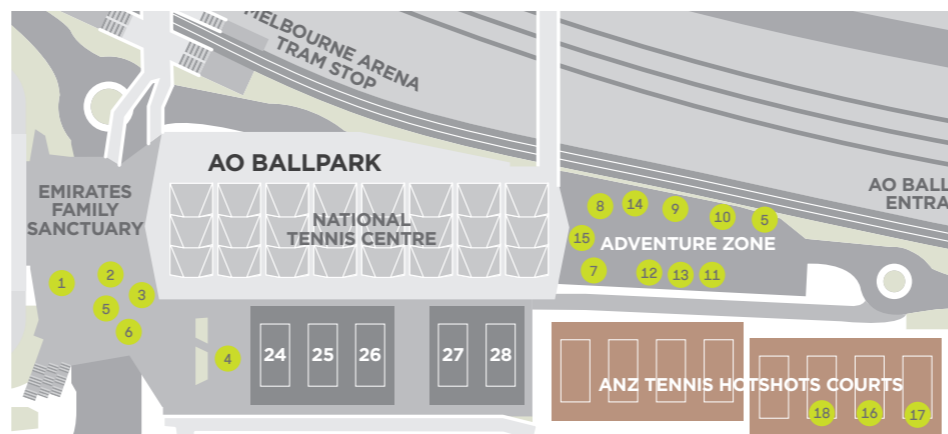 MELBOURNE ARENA
TRAM STOP
AO BALLPARK
EMIRATES
FAMILY
SANCTUARY
NATIONAL
TENNIS CENTRE
AO BALL
ENTRA
8
14
9
10
5
15
ADVENTURE ZONE
7
12
13
11
1
2
3
5
6
4
24
25
26
27
28
ANZ TENNIS HOTSHOTS COURTS
18
16
17